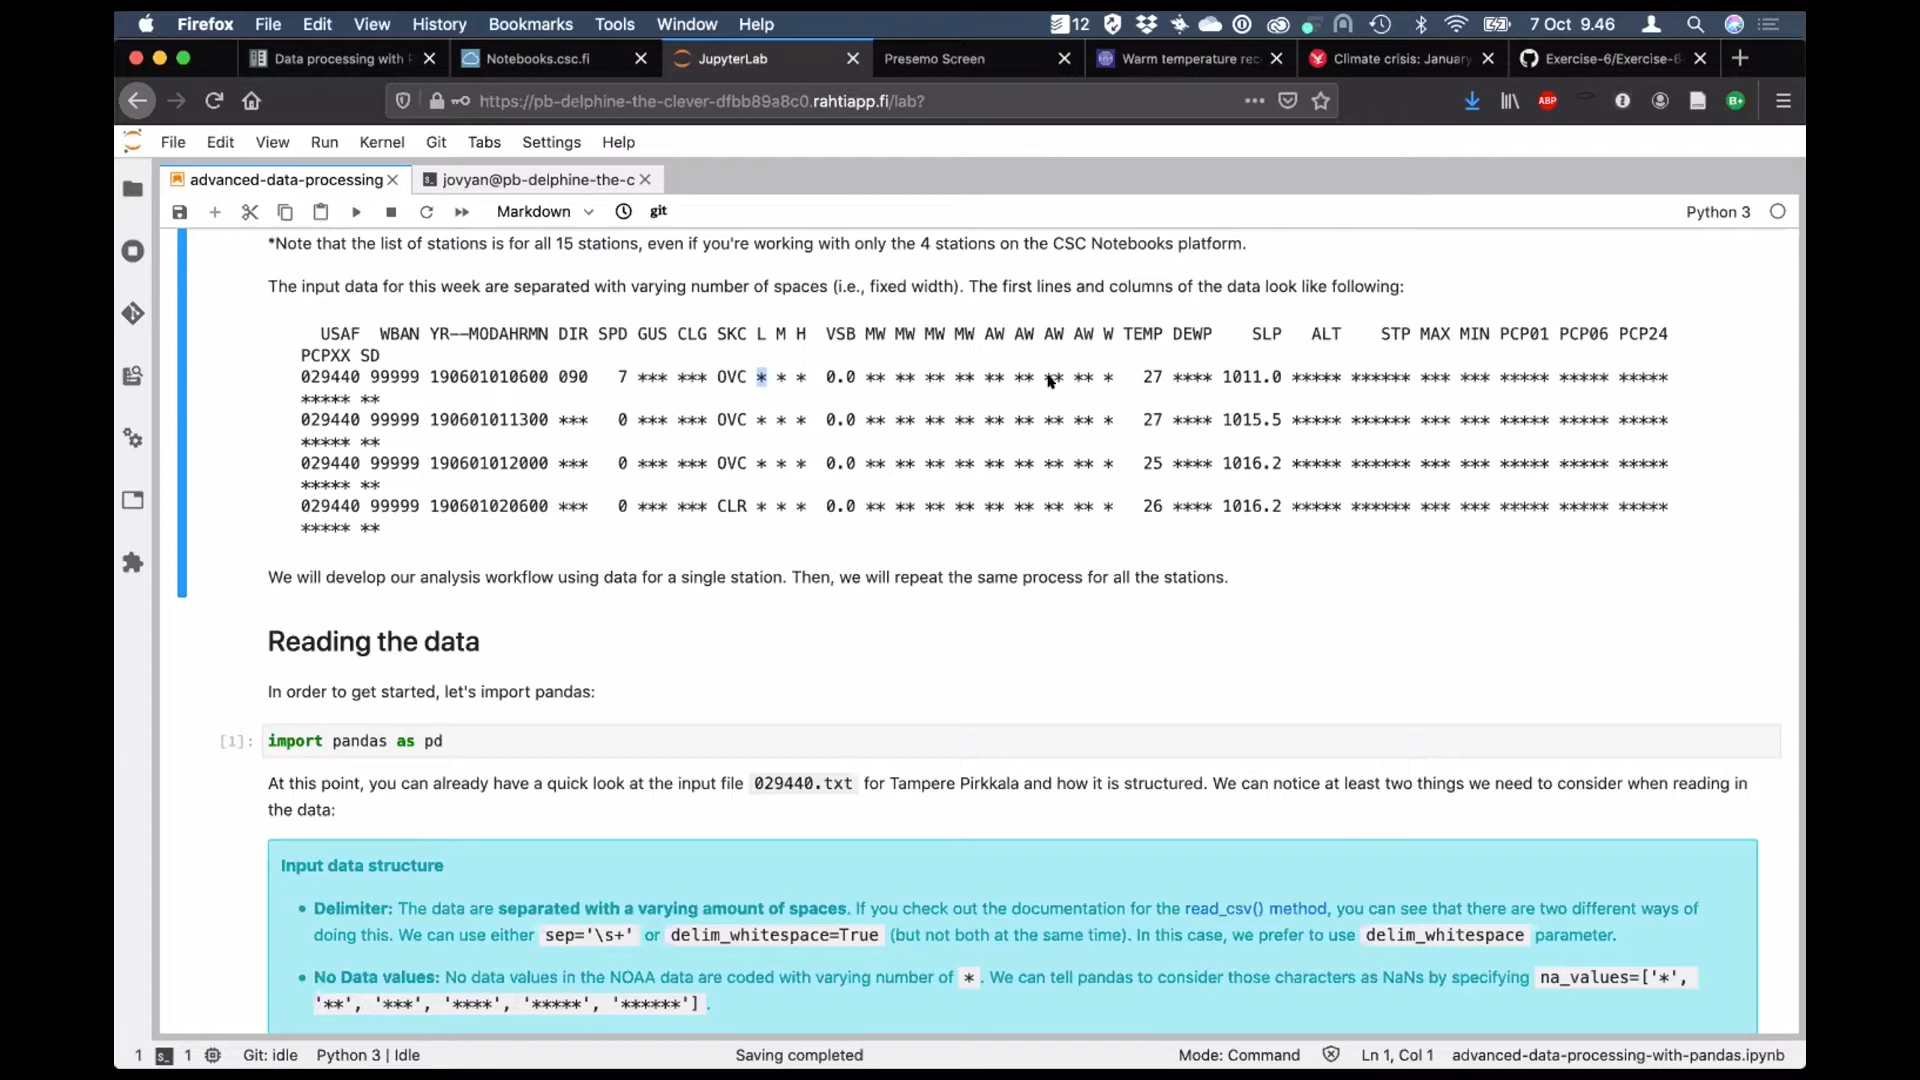 Firefox File Edit View History Bookmarks Tools Window Help 12 7 Oct 9.46
Data processing with Notebooks.csc.fi JupyterLab Presemo Screen Warm temperature rec Climate crisis: January Exercise-6/Exercise-6
https://pb-delphine-the-clever-dfbb89a8c0.rahtiapp.fi/lab? ABP B+
File Edit View Run Kernel Git Tabs Settings Help
advanced-data-processing jovyan@pb-delphine-the-c
Markdown git Python 3
*Note that the list of stations is for all 15 stations, even if you're working with only the 4 stations on the CSC Notebooks platform.
The input data for this week are separated with varying number of spaces (i.e., fixed width). The first lines and columns of the data look like following:
USAF WBAN YR--MODAHRMN DIR SPD GUS CLG SKC L M H VSB MW MW MW MW AW AW AW AW W TEMP DEWP SLP ALT STP MAX MIN PCP01 PCP06 PCP24
PCPXX SD
029440 99999 190601010600 090 7 *** *** OVC * * * 0.0 ** ** ** ** ** ** ** ** * 27 **** 1011.0 ***** ****** *** *** ***** ***** *****
***** **
029440 99999 190601011300 *** 0 *** *** OVC * * * 0.0 ** ** ** ** ** ** ** ** * 27 **** 1015.5 ***** ****** *** *** ***** ***** *****
***** **
029440 99999 190601012000 *** 0 *** *** OVC * * * 0.0 ** ** ** ** ** ** ** ** * 25 **** 1016.2 ***** ****** *** *** ***** ***** *****
***** **
029440 99999 190601020600 *** 0 *** *** CLR * * * 0.0 ** ** ** ** ** ** ** ** * 26 **** 1016.2 ***** ****** *** *** ***** ***** *****
***** **
We will develop our analysis workflow using data for a single station. Then, we will repeat the same process for all the stations.
Reading the data
In order to get started, let's import pandas:
[1]: import pandas as pd
At this point, you can already have a quick look at the input file 029440.txt for Tampere Pirkkala and how it is structured. We can notice at least two things we need to consider when reading in
the data:
Input data structure
• Delimiter: The data are separated with a varying amount of spaces. If you check out the documentation for the read_csv() method, you can see that there are two different ways of
doing this. We can use either sep='\s+' or delim_whitespace=True (but not both at the same time). In this case, we prefer to use delim_whitespace parameter.
• No Data values: No data values in the NOAA data are coded with varying number of *. We can tell pandas to consider those characters as NaNs by specifying na_values=['*',
'**', '***', '****', '*****', '******'].
1 1 Git: idle Python 3 | Idle Saving completed Mode: Command Ln 1, Col 1 advanced-data-processing-with-pandas.ipynb